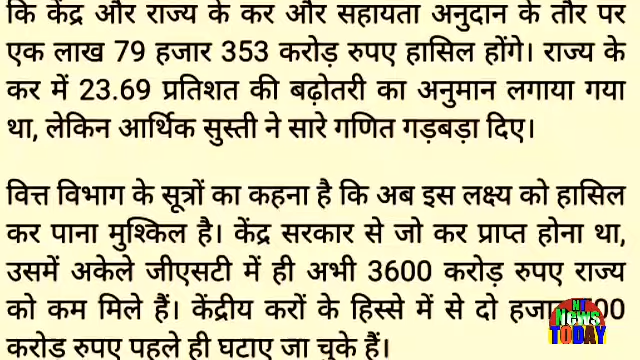 कि केंद्र और राज्य के कर और सहायता अनुदान के तौर पर
एक लाख 79 हजार 353 करोड़ रुपए हासिल होंगे। राज्य के
कर में 23.69 प्रतिशत की बढ़ोतरी का अनुमान लगाया गया
था, लेकिन आर्थिक सुस्ती ने सारे गणित गड़बड़ा दिए।
वित्त विभाग के सूत्रों का कहना है कि अब इस लक्ष्य को हासिल
कर पाना मुश्किल है। केंद्र सरकार से जो कर प्राप्त होना था,
उसमें अकेले जीएसटी में ही अभी 3600 करोड़ रुपए राज्य
को कम मिले हैं। केंद्रीय करों के हिस्से में से दो
करोड़ रुपए पहले ही घटाए जा चुके हैं।
News
TODAY